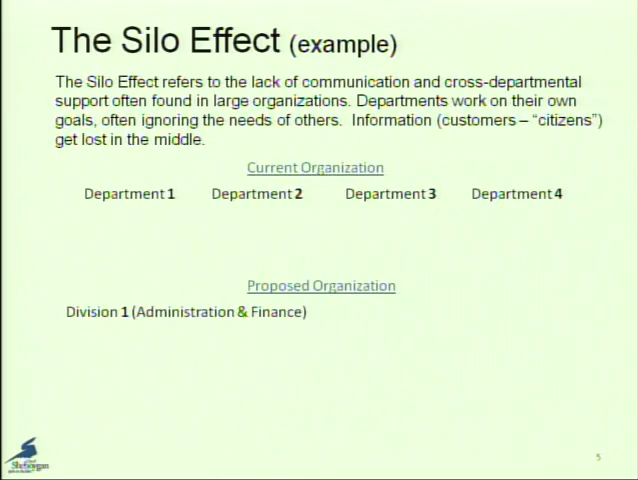 The Silo Effect (example)
The Silo Effect refers to the lack of communication and cross-departmental
support often found in large organizations. Departments work on their own
goals, often ignoring the needs of others.  Information (customers – “citizens”)
get lost in the middle.
Current Organization
Department 1 Department 2 Department 3 Department 4
Proposed Organization
Division 1 (Administration & Finance)
Sheboygan
5